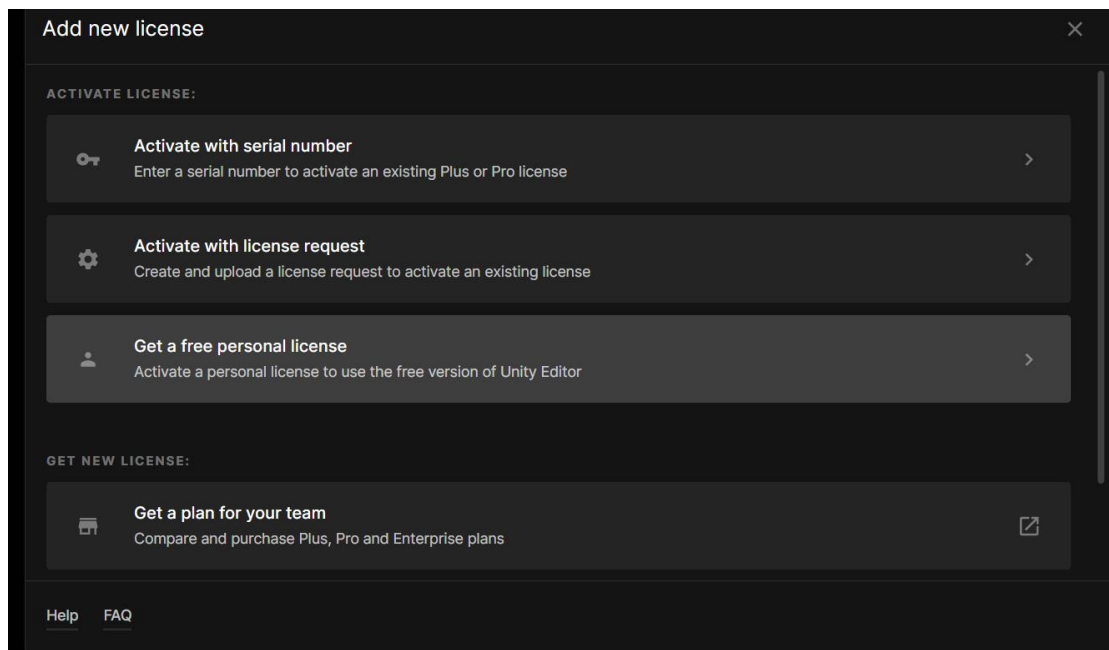 Add new license
ACTIVATE LICENSE:
Activate with serial number
Enter a serial number to activate an existing Plus or Pro license
Activate with license request
Create and upload a license request to activate an existing license
Get a free personal license
Activate a personal license to use the free version of Unity Editor
GET NEW LICENSE:
Get a plan for your team
Compare and purchase Plus, Pro and Enterprise plans
Help FAQ